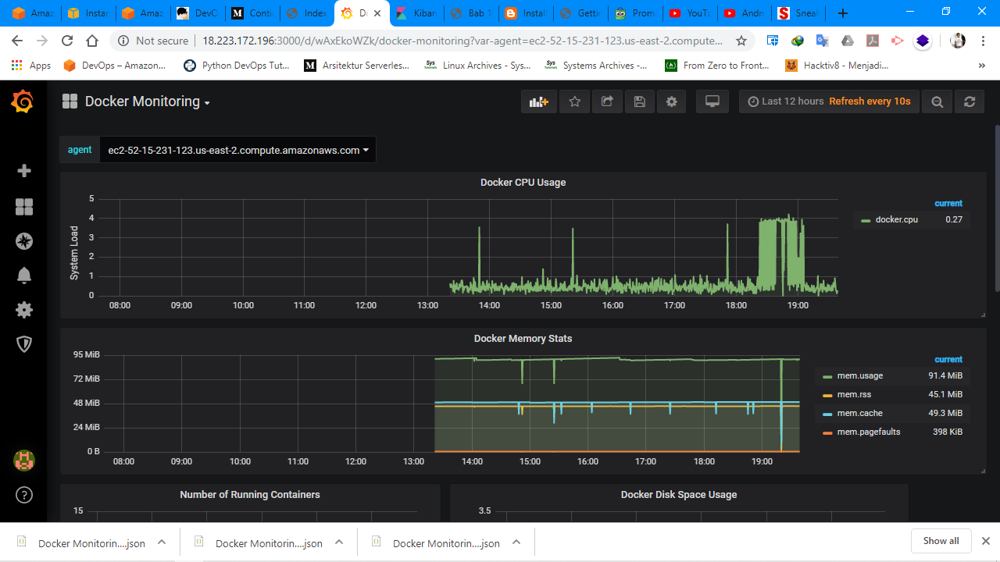 Amaz
Instan
Amaz
DevO
Conti
Index
Do
Kiban
Bab 1
Install
Gettin
Prom
YouTu
Andr
Sneak
Not secure
18.223.172.196:3000/d/wAxEkoWZk/docker-monitoring?var-agent=ec2-52-15-231-123.us-east-2.compute...
Apps
DevOps – Amazon...
Python DevOps Tut...
Arsitektur Serverles...
Linux Archives - Sys...
Systems Archives -...
From Zero to Front...
Hacktiv8 - Menjadi...
»
Docker Monitoring
Last 12 hours Refresh every 10s
agent
ec2-52-15-231-123.us-east-2.compute.amazonaws.com
Docker CPU Usage
System Load
5
4
3
2
1
0
08:00 09:00 10:00 11:00 12:00 13:00 14:00 15:00 16:00 17:00 18:00 19:00
current
docker.cpu 0.27
Docker Memory Stats
95 MiB
72 MiB
48 MiB
24 MiB
0 B
08:00 09:00 10:00 11:00 12:00 13:00 14:00 15:00 16:00 17:00 18:00 19:00
current
mem.usage 91.4 MiB
mem.rss 45.1 MiB
mem.cache 49.3 MiB
mem.pagefaults 398 KiB
Number of Running Containers
15
Docker Disk Space Usage
3.5
Docker Monitorin....json
Docker Monitorin....json
Docker Monitorin....json
Show all